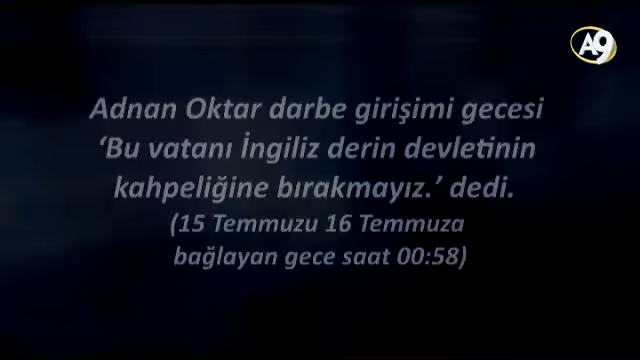 A9
Adnan Oktar darbe girişimi gecesi
‘Bu vatanı İngiliz derin devletinin
kahpeliğine bırakmayız.’ dedi.
(15 Temmuzu 16 Temmuza
bağlayan gece saat 00:58)